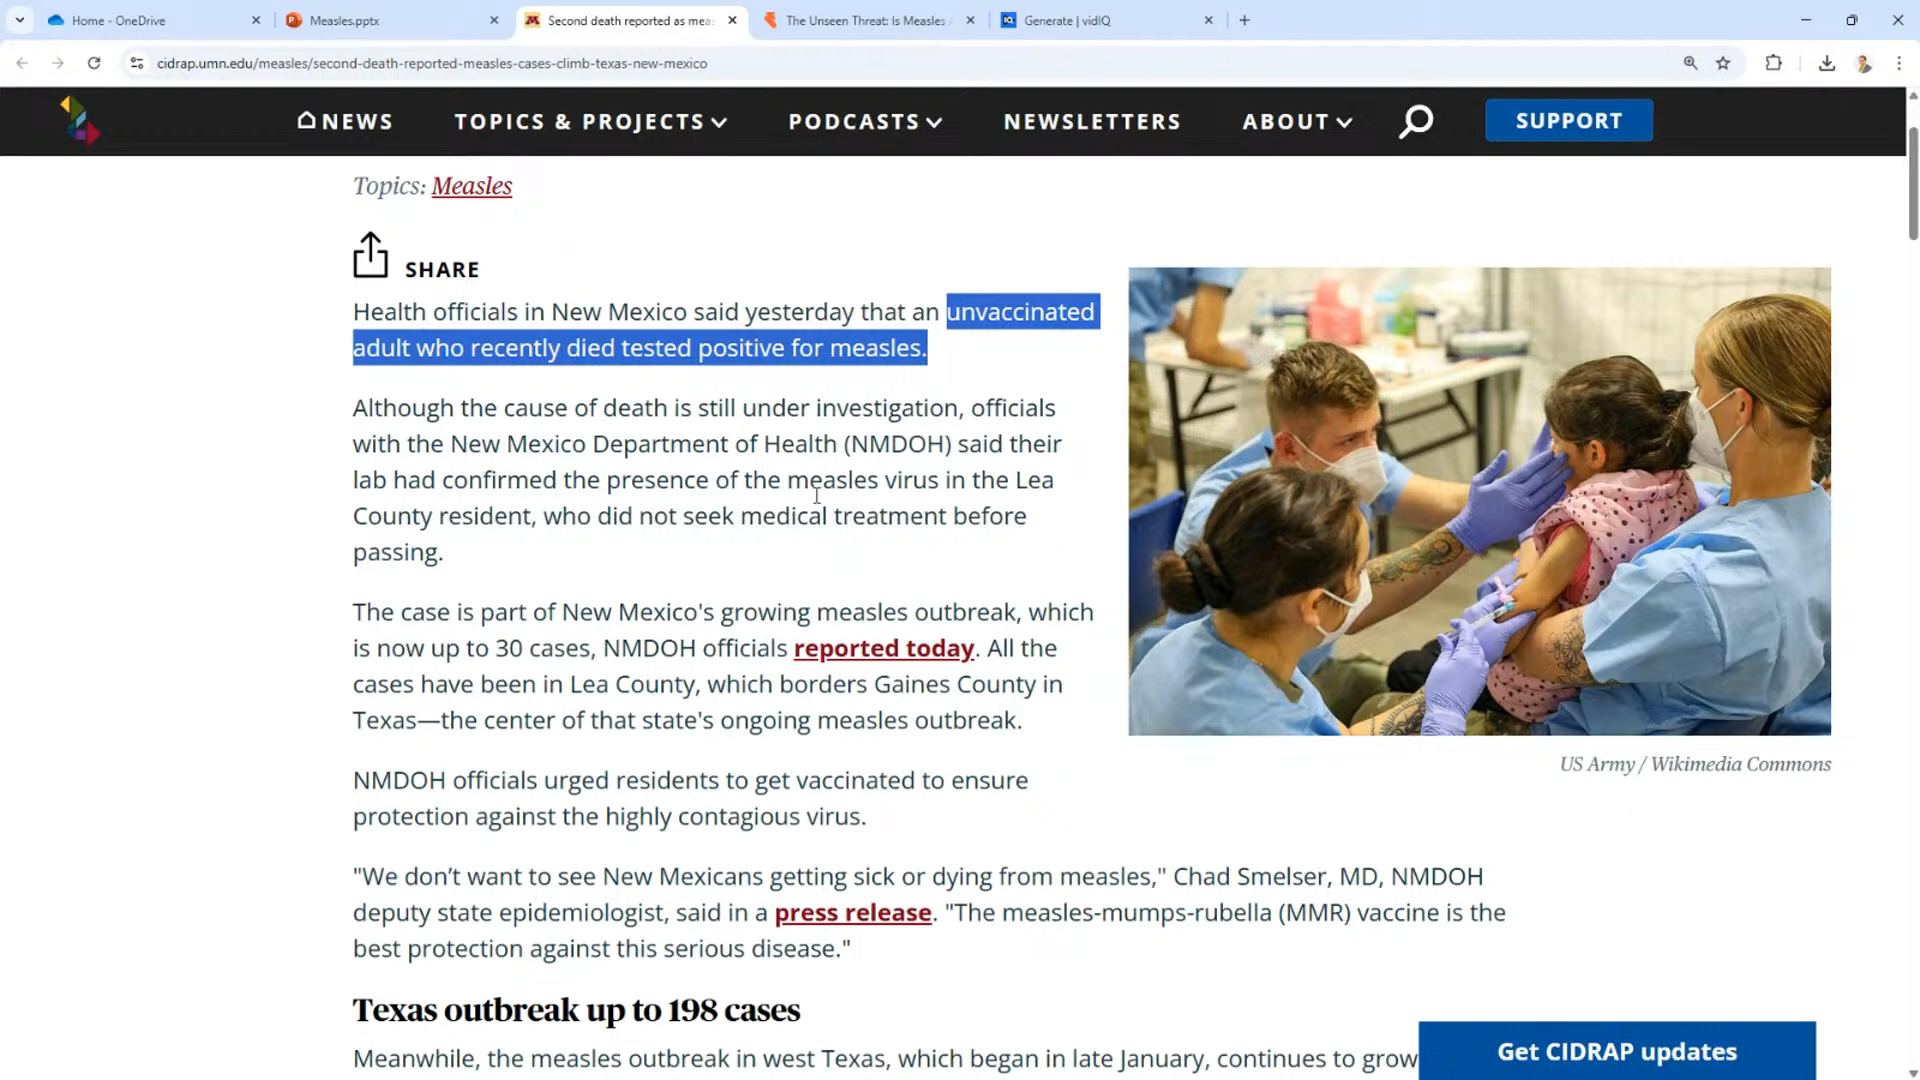 Home - OneDrive
Measles.pptx
Second death reported as meas
The Unseen Threat: Is Measles A
Generate | vidIQ
cidrap.umn.edu/measles/second-death-reported-measles-cases-climb-texas-new-mexico
NEWS
TOPICS & PROJECTS
PODCASTS
NEWSLETTERS
ABOUT
SUPPORT
Topics: Measles
SHARE
Health officials in New Mexico said yesterday that an unvaccinated
adult who recently died tested positive for measles.
Although the cause of death is still under investigation, officials
with the New Mexico Department of Health (NMDOH) said their
lab had confirmed the presence of the measles virus in the Lea
County resident, who did not seek medical treatment before
passing.
The case is part of New Mexico's growing measles outbreak, which
is now up to 30 cases, NMDOH officials reported today. All the
cases have been in Lea County, which borders Gaines County in
Texas—the center of that state's ongoing measles outbreak.
US Army / Wikimedia Commons
NMDOH officials urged residents to get vaccinated to ensure
protection against the highly contagious virus.
"We don’t want to see New Mexicans getting sick or dying from measles," Chad Smelser, MD, NMDOH
deputy state epidemiologist, said in a press release. "The measles-mumps-rubella (MMR) vaccine is the
best protection against this serious disease."
Texas outbreak up to 198 cases
Meanwhile, the measles outbreak in west Texas, which began in late January, continues to grow
Get CIDRAP updates